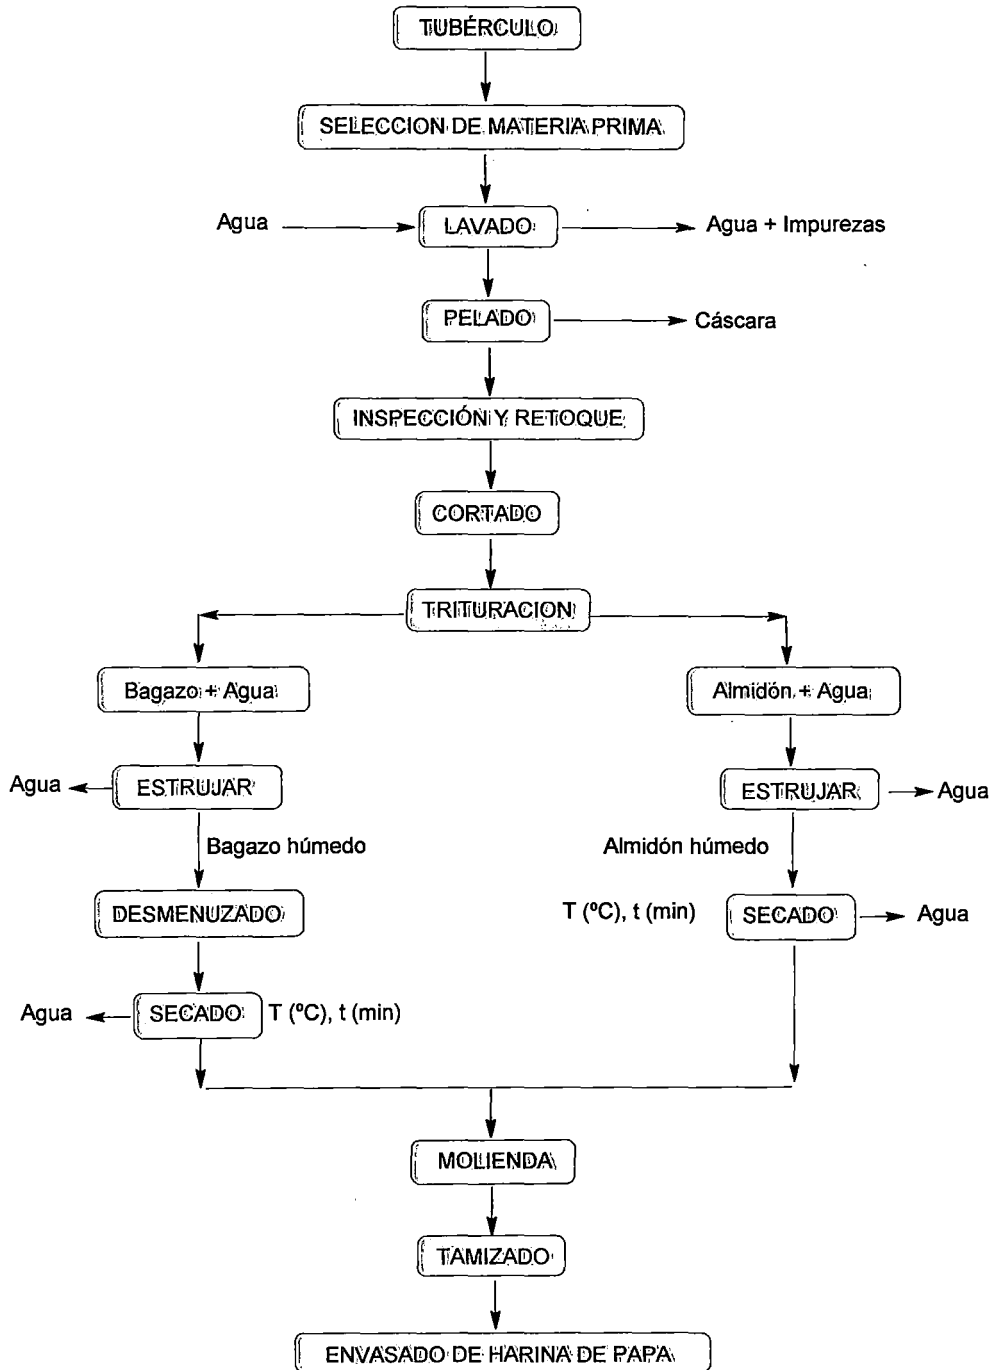 TUBÉRCULO
SELECCION DE MATERIA PRIMA
Agua
LAVADO
Agua + Impurezas
PELADO
Cáscara
INSPECCIÓN Y RETOQUE
CORTADO
TRITURACION
Bagazo + Agua
Almidón + Agua
Agua
ESTRUJAR
ESTRUJAR
Agua
Bagazo húmedo
Almidón húmedo
DESMENUZADO
T (ºC), t (min)
SECADO
Agua
Agua
SECADO
T (ºC), t (min)
MOLIENDA
TAMIZADO
ENVASADO DE HARINA DE PAPA